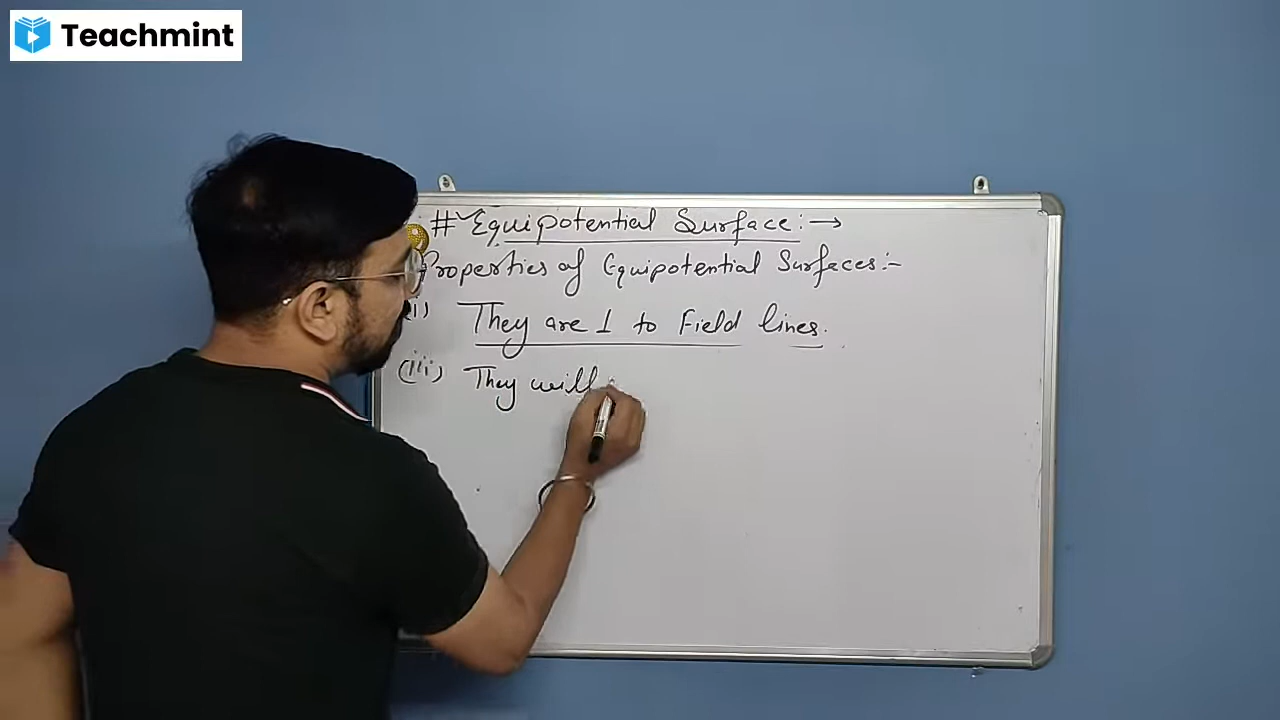 Teachmint
# Equipotential Surface :→
Properties of Equipotential Surfaces :-
(i) They are ⊥ to Field lines.
(iii) They will